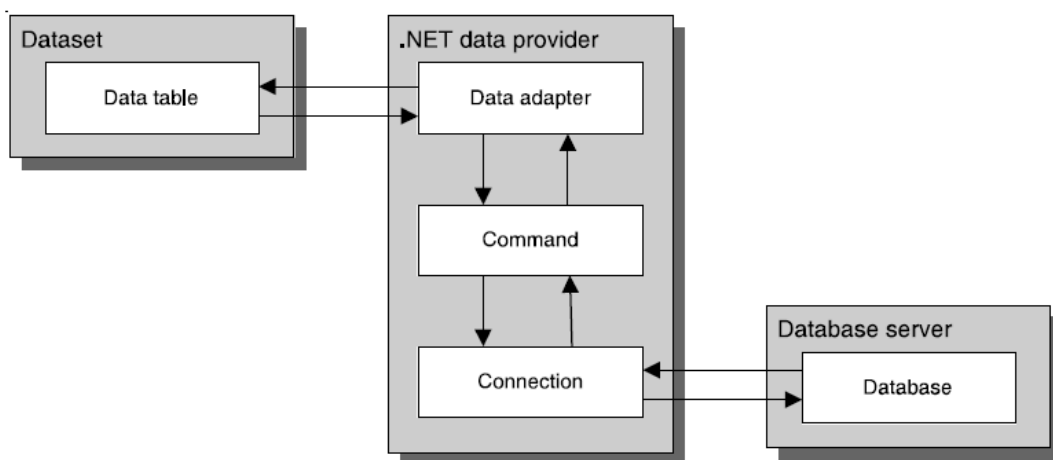 Dataset
Data table
.NET data provider
Data adapter
Command
Connection
Database server
Database